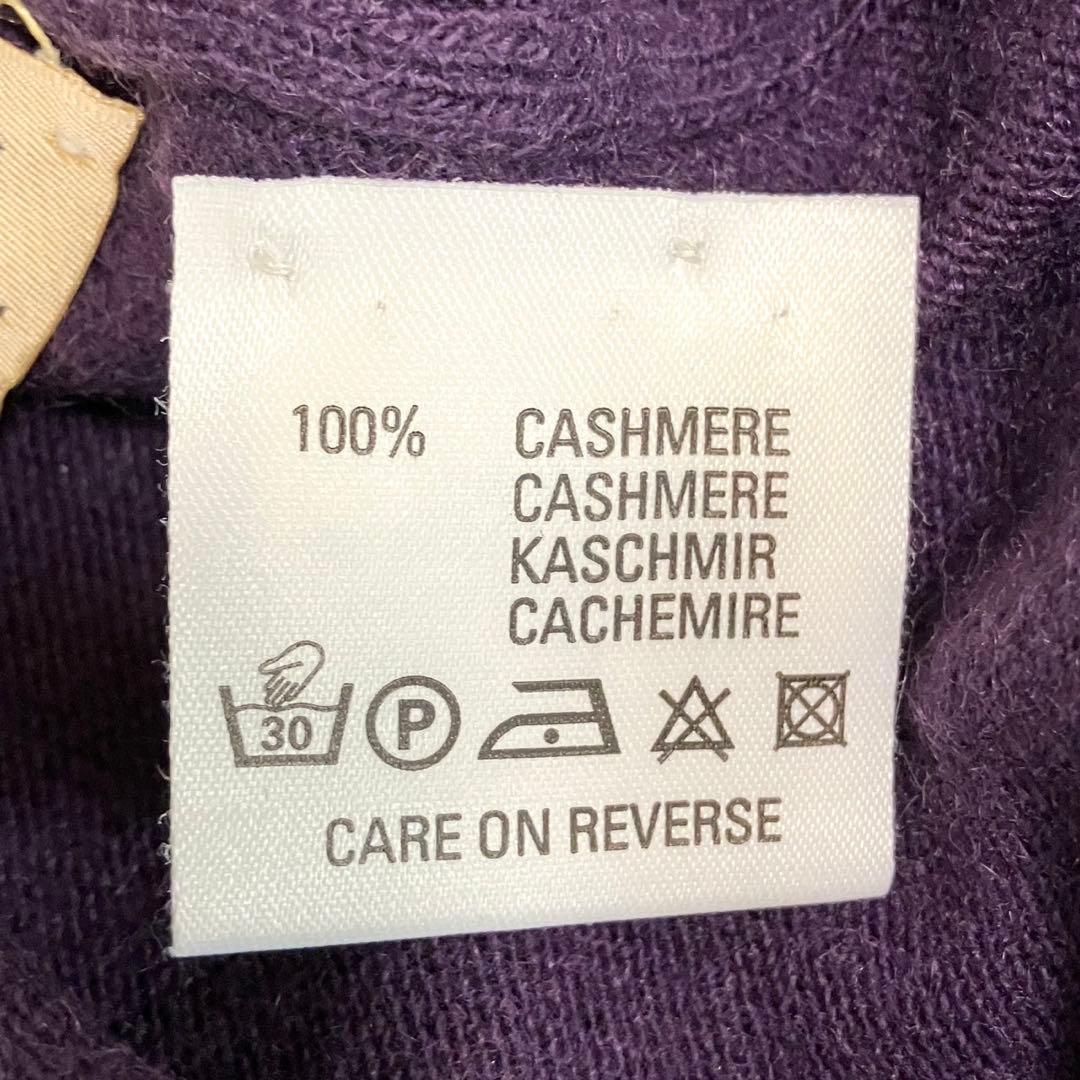 100% CASHMERE
CASHMERE
KASCHMIR
CACHEMIRE
30 P
CARE ON REVERSE